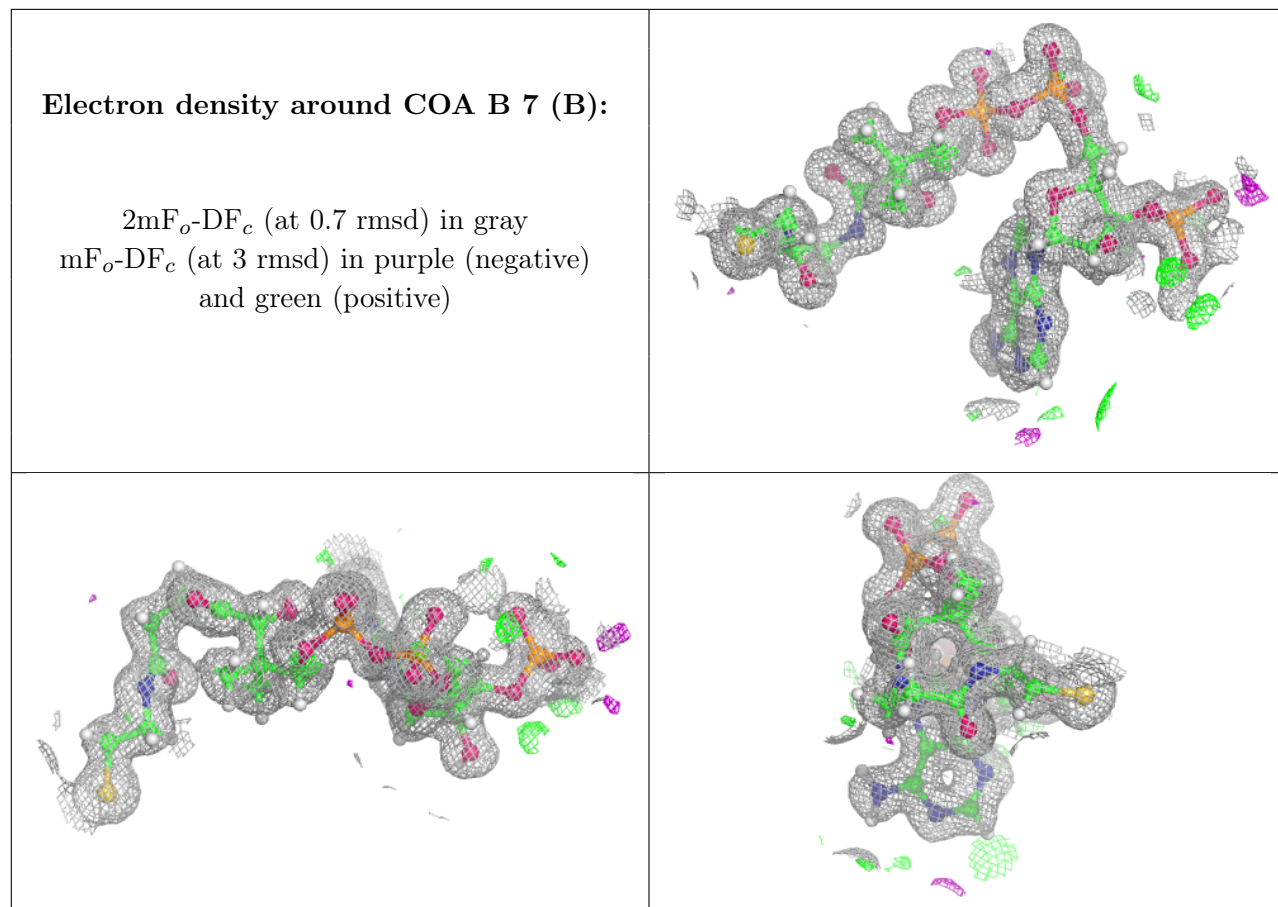 Electron density around COA B 7 (B):
2mFₒ-DF𝒸 (at 0.7 rmsd) in gray
mFₒ-DF𝒸 (at 3 rmsd) in purple (negative)
and green (positive)